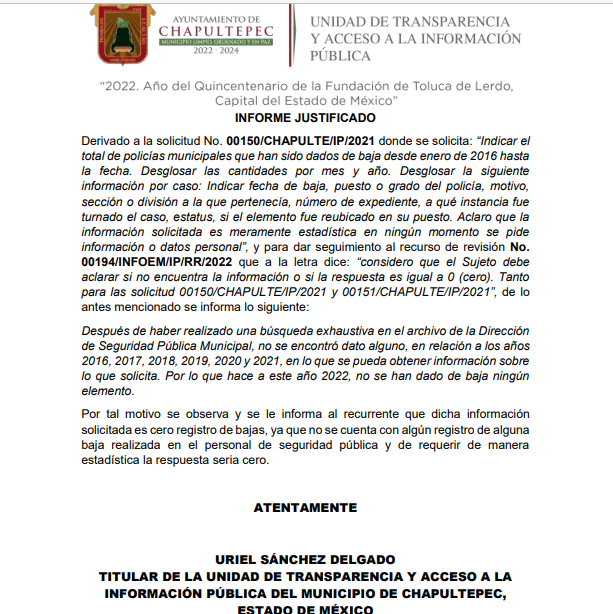 AYUNTAMIENTO DE
CHAPULTEPEC
MUNICIPIO LIMPIO, ORDENADO Y EN PAZ
2022 - 2024
UNIDAD DE TRANSPARENCIA
Y ACCESO A LA INFORMACIÓN
PÚBLICA
“2022. Año del Quincentenario de la Fundación de Toluca de Lerdo,
Capital del Estado de México”
INFORME JUSTIFICADO
Derivado a la solicitud No. 00150/CHAPULTE/IP/2021 donde se solicita: “Indicar el
total de policías municipales que han sido dados de baja desde enero de 2016 hasta
la fecha. Desglosar las cantidades por mes y año. Desglosar la siguiente
información por caso: Indicar fecha de baja, puesto o grado del policía, motivo,
sección o división a la que pertenecía, número de expediente, a qué instancia fue
turnado el caso, estatus, si el elemento fue reubicado en su puesto. Aclaro que la
información solicitada es meramente estadística en ningún momento se pide
información o datos personal”, y para dar seguimiento al recurso de revisión No.
00194/INFOEM/IP/RR/2022 que a la letra dice: “considero que el Sujeto debe
aclarar si no encuentra la información o si la respuesta es igual a 0 (cero). Tanto
para las solicitud 00150/CHAPULTE/IP/2021 y 00151/CHAPULTE/IP/2021”, de lo
antes mencionado se informa lo siguiente:
Después de haber realizado una búsqueda exhaustiva en el archivo de la Dirección
de Seguridad Pública Municipal, no se encontró dato alguno, en relación a los años
2016, 2017, 2018, 2019, 2020 y 2021, en lo que se pueda obtener información sobre
lo que solicita. Por lo que hace a este año 2022, no se han dado de baja ningún
elemento.
Por tal motivo se observa y se le informa al recurrente que dicha información
solicitada es cero registro de bajas, ya que no se cuenta con algún registro de alguna
baja realizada en el personal de seguridad pública y de requerir de manera
estadística la respuesta seria cero.
ATENTAMENTE
URIEL SÁNCHEZ DELGADO
TITULAR DE LA UNIDAD DE TRANSPARENCIA Y ACCESO A LA
INFORMACIÓN PÚBLICA DEL MUNICIPIO DE CHAPULTEPEC,
ESTADO DE MÉXICO